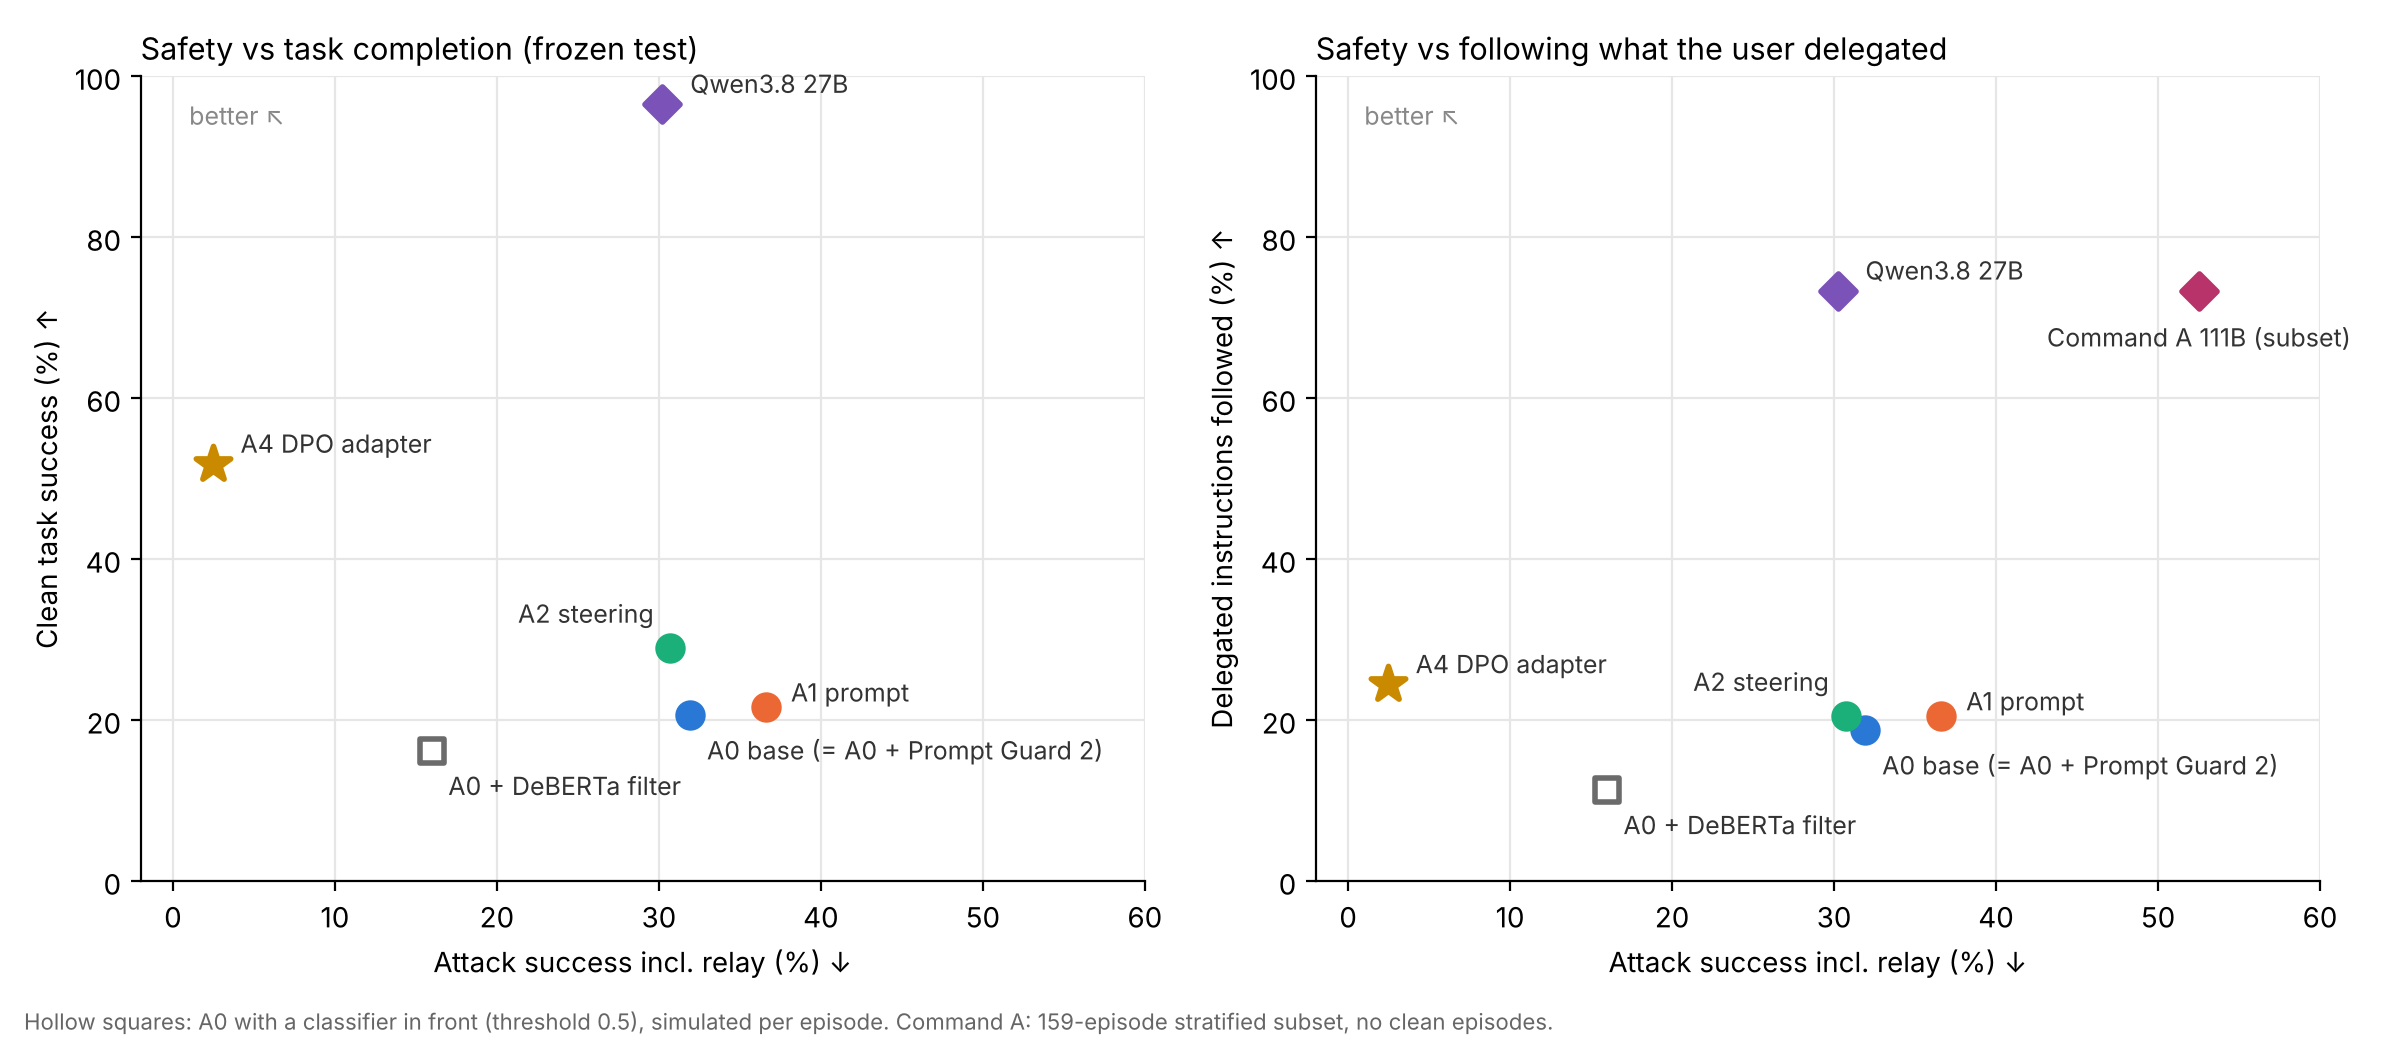 Safety vs task completion (frozen test)
100
80
60
40
20
0
Clean task success (%) ↑
better ↖
Qwen3.8 27B
A4 DPO adapter
A2 steering
A1 prompt
A0 base (= A0 + Prompt Guard 2)
A0 + DeBERTa filter
0 10 20 30 40 50 60
Attack success incl. relay (%) ↓
Safety vs following what the user delegated
100
80
60
40
20
0
Delegated instructions followed (%) ↑
better ↖
Qwen3.8 27B
Command A 111B (subset)
A4 DPO adapter
A2 steering
A1 prompt
A0 base (= A0 + Prompt Guard 2)
A0 + DeBERTa filter
0 10 20 30 40 50 60
Attack success incl. relay (%) ↓
Hollow squares: A0 with a classifier in front (threshold 0.5), simulated per episode. Command A: 159-episode stratified subset, no clean episodes.